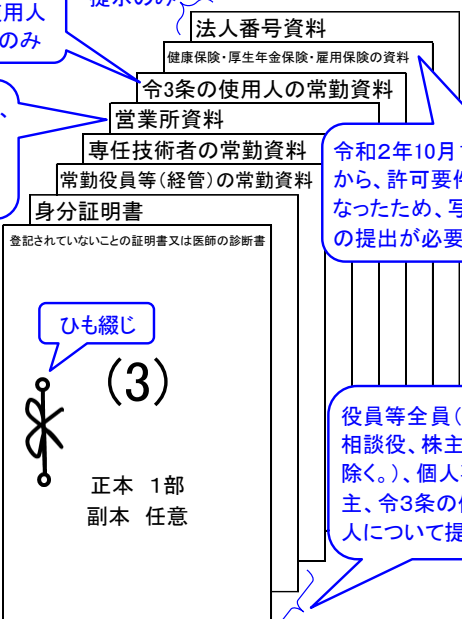 使用人
のみ
提示のみ
法人番号資料
健康保険・厚生年金保険・雇用保険の資料
令3条の使用人の常勤資料
営業所資料
専任技術者の常勤資料
常勤役員等(経管)の常勤資料
身分証明書
登記されていないことの証明書又は医師の診断書
令和2年10月
から、許可要件
なったため、写
の提出が必要
ひも綴じ
(3)
正本 1部
副本 任意
役員等全員(
相談役、株主
除く。)、個人
主、令3条の
人について提